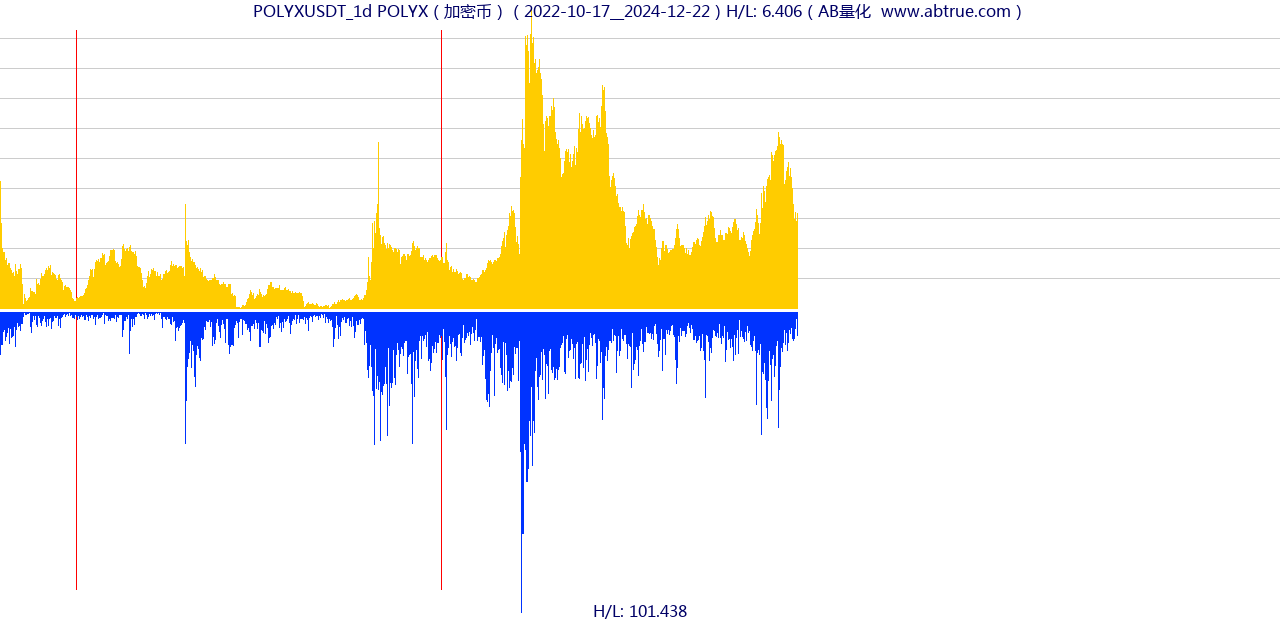 POLYXUSDT_1d POLYX（加密币）（2022-10-17__2024-12-22）H/L: 6.406（AB量化  www.abtrue.com）
H/L: 101.438